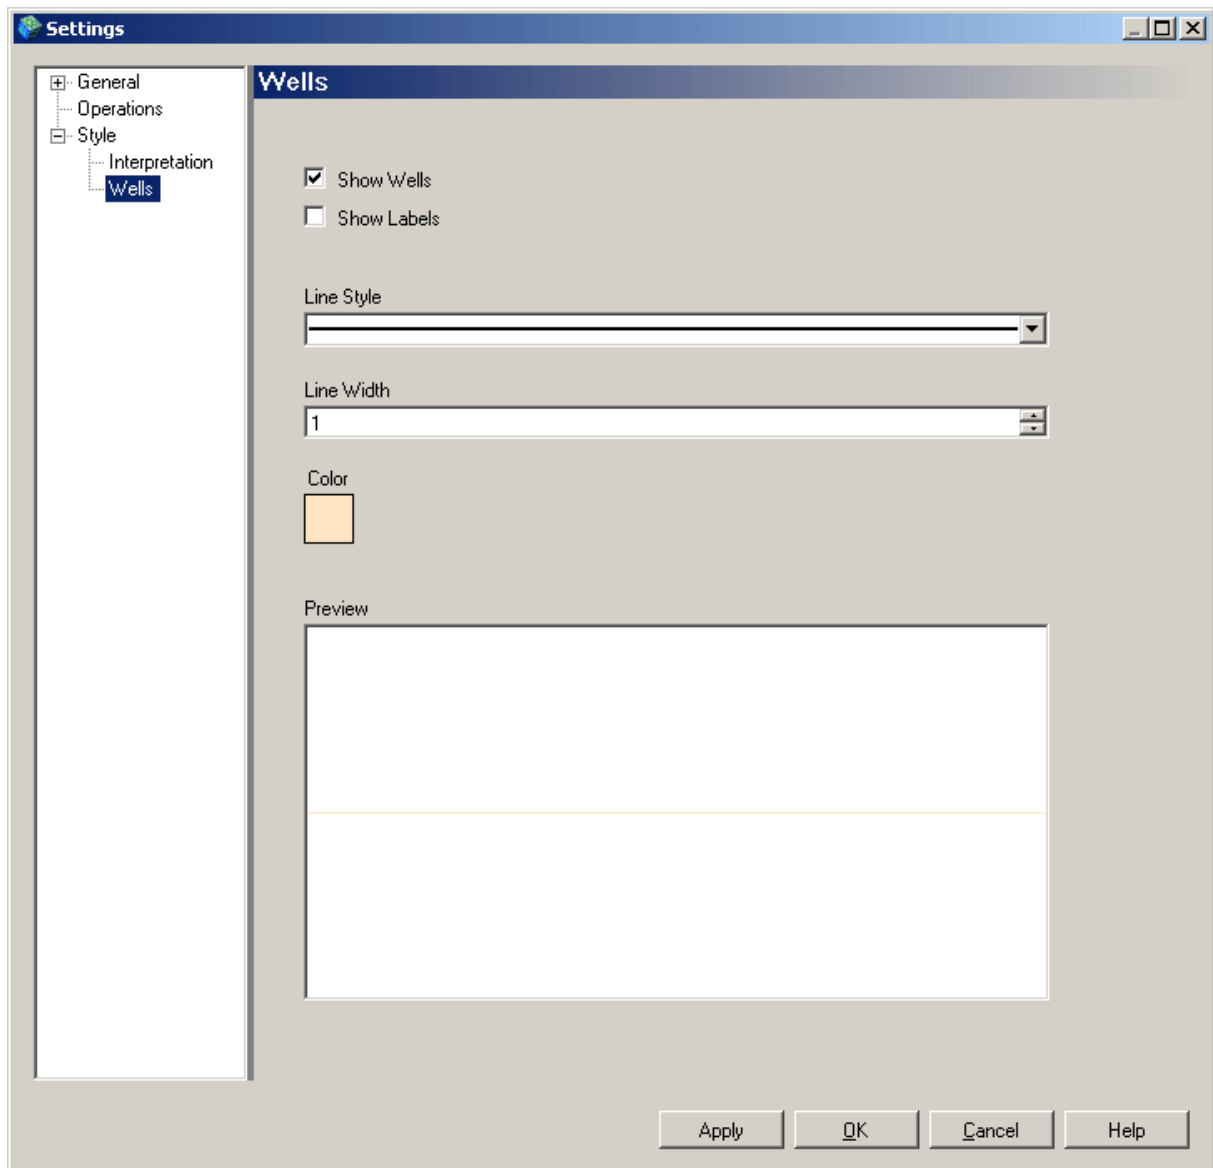 Settings
General
Operations
Style
Interpretation
Wells
Wells
Show Wells
Show Labels
Line Style
Line Width
1
Color
Preview
Apply
OK
Cancel
Help